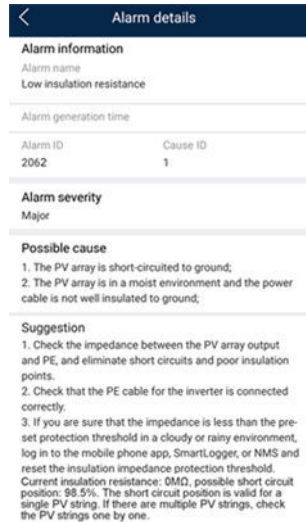 Alarm details
Alarm information
Alarm name
Low insulation resistance
Alarm generation time
Alarm ID Cause ID
2062 1
Alarm severity
Major
Possible cause
1. The PV array is short-circuited to ground;
2. The PV array is in a moist environment and the power
cable is not well insulated to ground;
Suggestion
1. Check the impedance between the PV array output
and PE, and eliminate short circuits and poor insulation
points.
2. Check that the PE cable for the inverter is connected
correctly.
3. If you are sure that the impedance is less than the pre-
set protection threshold in a cloudy or rainy environment,
log in to the mobile phone app, SmartLogger, or NMS and
reset the insulation impedance protection threshold.
Current insulation resistance: 0MΩ, possible short circuit
position: 98.5%. The short circuit position is valid for a
single PV string. If there are multiple PV strings, check
the PV strings one by one.